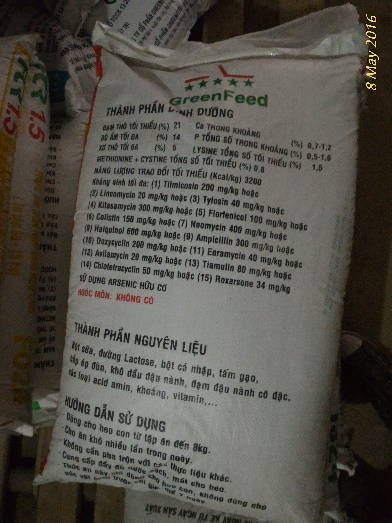 8 May 2016
GreenFeed
THÀNH PHẦN DINH DƯỠNG
ĐẠM THÔ TỐI THIỂU (%) 21 Ca TRONG KHOẢNG (%) 0,7-1,2
ĐỘ ẨM TỐI ĐA (%) 14 P TỔNG SỐ TRONG KHOẢNG (%) 0,5-1,0
XƠ THÔ TỐI ĐA (%) 5 LYSINE TỔNG SỐ TỐI THIỂU (%) 1,5
METHIONINE + CYSTINE TỔNG SỐ TỐI THIỂU (%) 0,8
NĂNG LƯỢNG TRAO ĐỔI TỐI THIỂU (Kcal/kg) 3200
Kháng sinh tối đa: (1) Tilmicosin 200 mg/kg hoặc
(2) Lincomycin 20 mg/kg hoặc (3) Tylosin 40 mg/kg hoặc
(4) Kitasamycin 300 mg/kg hoặc (5) Florfenicol 100 mg/kg hoặc
(6) Colistin 150 mg/kg hoặc (7) Neomycin 400 mg/kg hoặc
(8) Halquinol 600 mg/kg hoặc (9) Ampicillin 300 mg/kg hoặc
(10) Doxycyclin 200 mg/kg hoặc (11) Enramycin 40 mg/kg hoặc
(12) Avilamycin 20 mg/kg hoặc (13) Tiamulin 80 mg/kg hoặc
(14) Chlotetracyclin 50 mg/kg hoặc (15) Roxarsone 34 mg/kg
SỬ DỤNG ARSENIC HỮU CƠ
HOÓC MÔN: KHÔNG CÓ
THÀNH PHẦN NGUYÊN LIỆU
Bột sữa, đường Lactose, bột cá nhập, tấm gạo,
bắp ép đùn, khô dầu đậu nành, đạm đậu nành cô đặc,
các loại acid amin, khoáng, vitamin,...
HƯỚNG DẪN SỬ DỤNG
Dùng cho heo con từ tập ăn đến 8kg.
Cho ăn khô nhiều lần trong ngày.
Không cần pha trộn với các thực liệu khác.
Cung cấp đầy đủ nước sạch, mát cho heo.
1.5
1.5